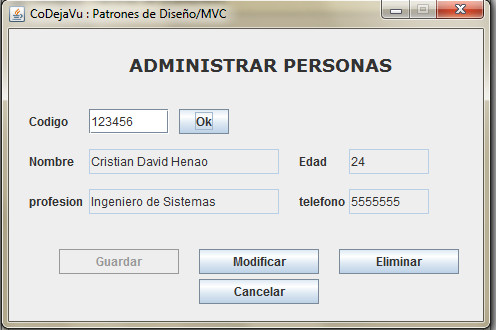 CoDejaVu : Patrones de Diseño/MVC
ADMINISTRAR PERSONAS
Codigo 123456 Ok
Nombre Cristian David Henao Edad 24
profesion Ingeniero de Sistemas telefono 5555555
Guardar Modificar Eliminar
Cancelar